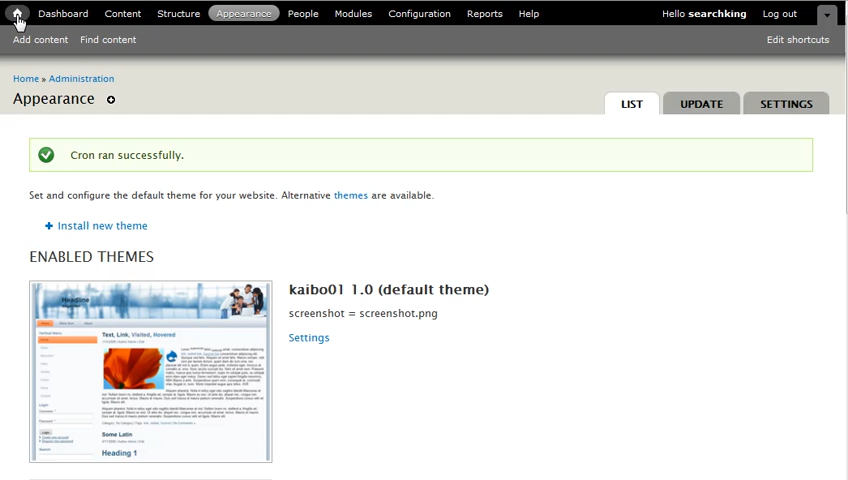 Dashboard Content Structure Appearance People Modules Configuration Reports Help Hello searchking Log out
Add content Find content Edit shortcuts
Home » Administration
Appearance
LIST UPDATE SETTINGS
Cron ran successfully.
Set and configure the default theme for your website. Alternative themes are available.
Install new theme
ENABLED THEMES
kaibo01 1.0 (default theme)
screenshot = screenshot.png
Settings
Headline
Text, Link, Visited, Hovered
Some Latin
Heading 1